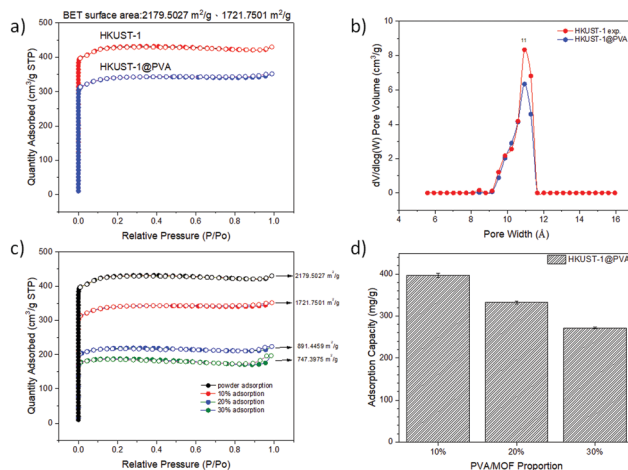 a)
BET surface area:2179.5027 m²/g、1721.7501 m²/g
HKUST-1
HKUST-1@PVA
Quantity Adsorbed (cm³/g STP)
500
400
300
200
100
0
0.0 0.2 0.4 0.6 0.8 1.0
Relative Pressure (P/Po)
b)
HKUST-1 exp.
HKUST-1@PVA
11
dV/dlog(W) Pore Volume (cm³/g)
10
8
6
4
2
0
4 6 8 10 12 14 16
Pore Width (Å)
c)
2179.5027 m²/g
1721.7501 m²/g
891.4459 m²/g
747.3975 m²/g
powder adsorption
10% adsorption
20% adsorption
30% adsorption
Quantity Adsorbed (cm³/g STP)
500
400
300
200
100
0
0.0 0.2 0.4 0.6 0.8 1.0
Relative Pressure (P/Po)
d)
HKUST-1@PVA
Adsorption Capacity (mg/g)
400
300
200
100
0
10% 20% 30%
PVA/MOF Proportion